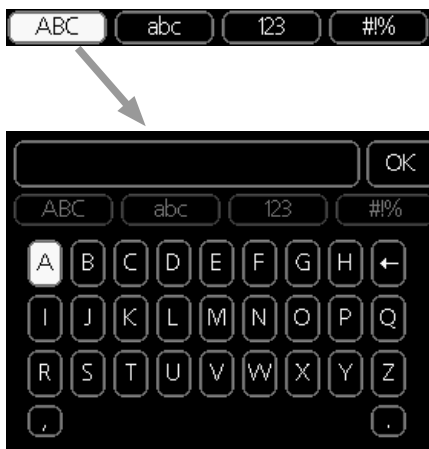 ABC abc 123 #!%
OK
ABC abc 123 #!%
A B C D E F G H ←
I J K L M N O P Q
R S T U V W X Y Z
, .